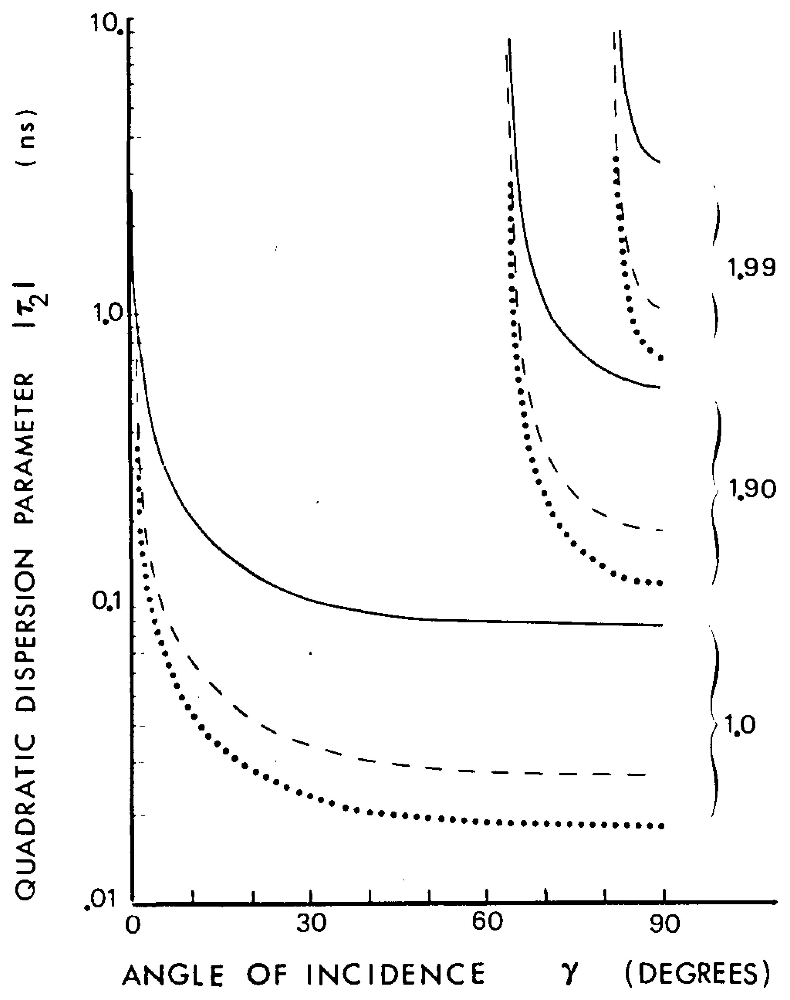 QUADRATIC DISPERSION PARAMETER |τ₂| (ns)
10.
1.0
0.1
.01
0 30 60 90
ANGLE OF INCIDENCE γ (DEGREES)
1.99
1.90
1.0